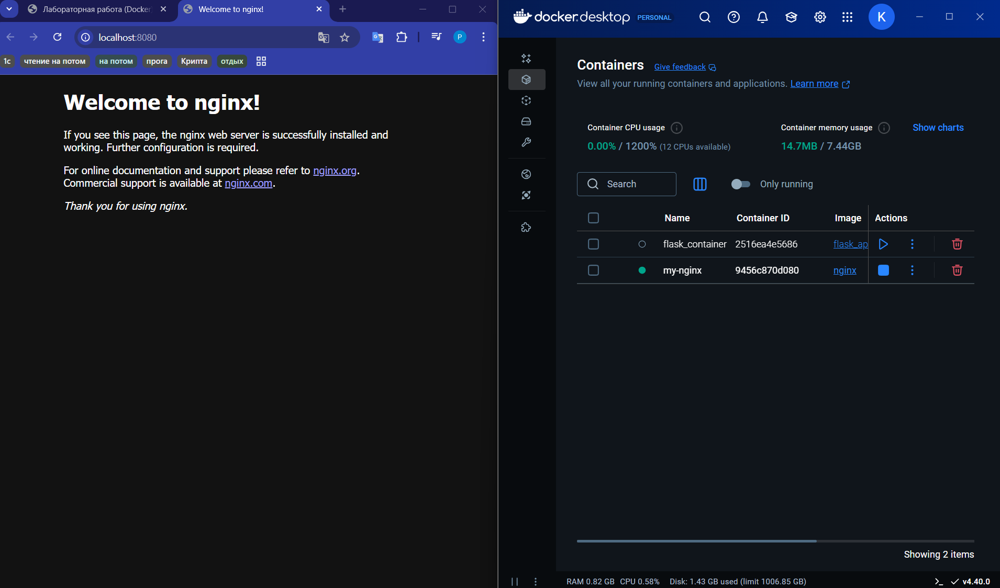 Лабораторная работа (Docker
Welcome to nginx!
localhost:8080
P
1c
чтение на потом
на потом
прога
Крипта
отдых
Welcome to nginx!
If you see this page, the nginx web server is successfully installed and
working. Further configuration is required.
For online documentation and support please refer to nginx.org.
Commercial support is available at nginx.com.
Thank you for using nginx.
docker.desktop PERSONAL
K
Containers Give feedback
View all your running containers and applications. Learn more
Container CPU usage
0.00% / 1200% (12 CPUs available)
Container memory usage
14.7MB / 7.44GB
Show charts
Search
Only running
Name Container ID Image Actions
flask_container 2516ea4e5686 flask_ap
my-nginx 9456c870d080 nginx
Showing 2 items
RAM 0.82 GB CPU 0.58% Disk: 1.43 GB used (limit 1006.85 GB)
v4.40.0